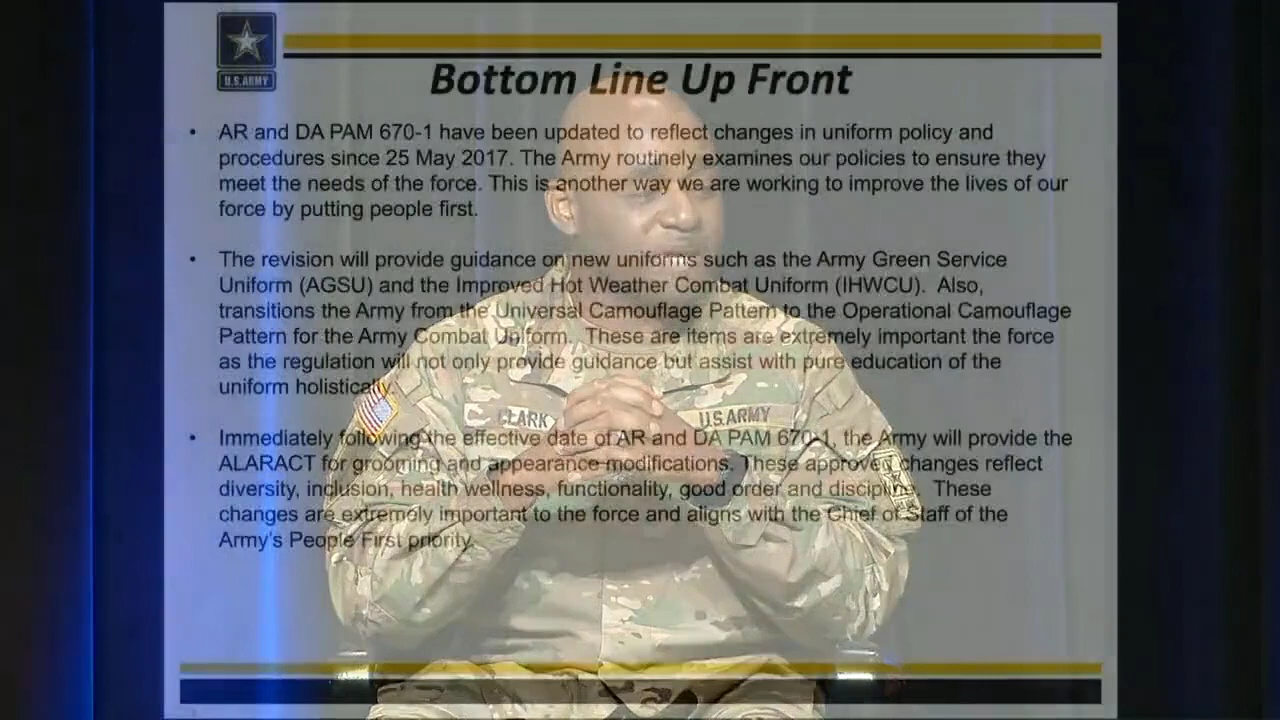 U.S.ARMY
Bottom Line Up Front
• AR and DA PAM 670-1 have been updated to reflect changes in uniform policy and
procedures since 25 May 2017. The Army routinely examines our policies to ensure they
meet the needs of the force. This is another way we are working to improve the lives of our
force by putting people first.
• The revision will provide guidance on new uniforms such as the Army Green Service
Uniform (AGSU) and the Improved Hot Weather Combat Uniform (IHWCU). Also,
transitions the Army from the Universal Camouflage Pattern to the Operational Camouflage
Pattern for the Army Combat Uniform. These are items are extremely important the force
as the regulation will not only provide guidance but assist with pure education of the
uniform holistically.
CLARK
U.S.ARMY
• Immediately following the effective date of AR and DA PAM 670-1, the Army will provide the
ALARACT for grooming and appearance modifications. These approved changes reflect
diversity, inclusion, health wellness, functionality, good order and discipline. These
changes are extremely important to the force and aligns with the Chief of Staff of the
Army's People First priority.